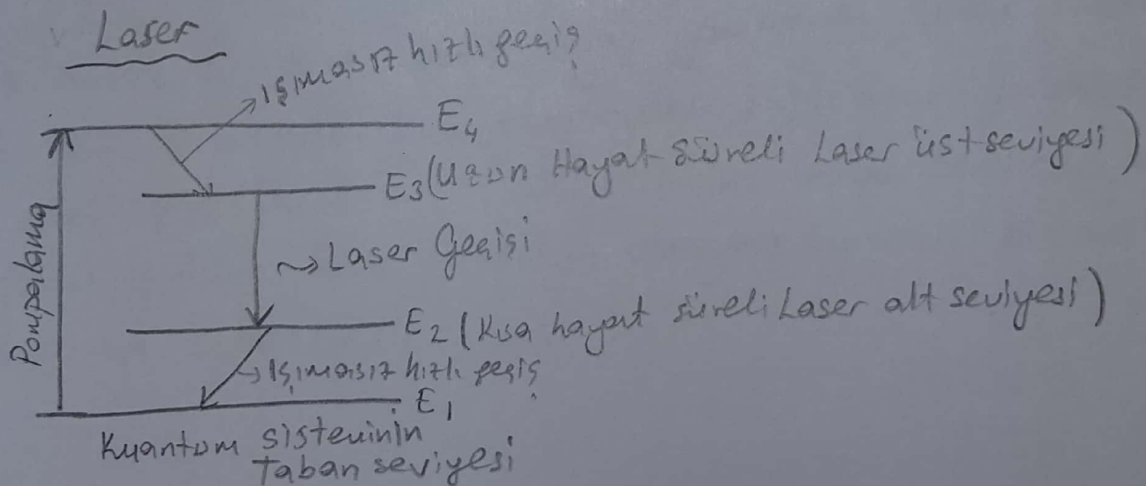 Laser
Işımasız hızlı geçiş
E4
E3 (Uzun Hayat Süreli Laser üst seviyesi)
Pompalama
Laser Geçişi
E2 (Kısa hayat süreli Laser alt seviyesi)
Işımasız hızlı geçiş
E1
Kuantum sisteminin
taban seviyesi